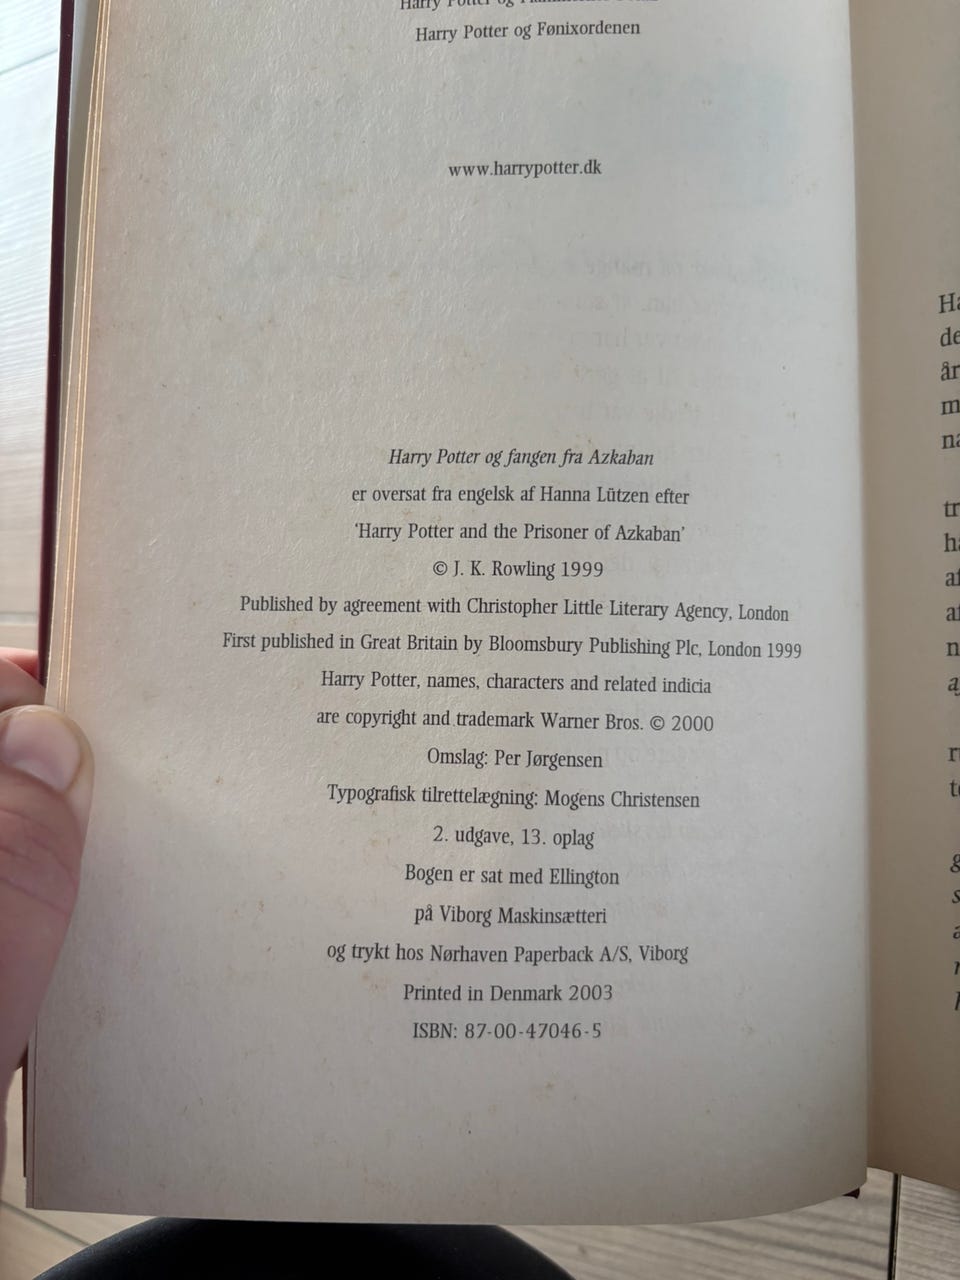 Harry Potter og
Harry Potter og Fønixordenen
www.harrypotter.dk
Harry Potter og fangen fra Azkaban
er oversat fra engelsk af Hanna Lützen efter
‘Harry Potter and the Prisoner of Azkaban’
© J. K. Rowling 1999
Published by agreement with Christopher Little Literary Agency, London
First published in Great Britain by Bloomsbury Publishing Plc, London 1999
Harry Potter, names, characters and related indicia
are copyright and trademark Warner Bros. © 2000
Omslag: Per Jørgensen
Typografisk tilrettelægning: Mogens Christensen
2. udgave, 13. oplag
Bogen er sat med Ellington
på Viborg Maskinsætteri
og trykt hos Nørhaven Paperback A/S, Viborg
Printed in Denmark 2003
ISBN: 87-00-47046-5